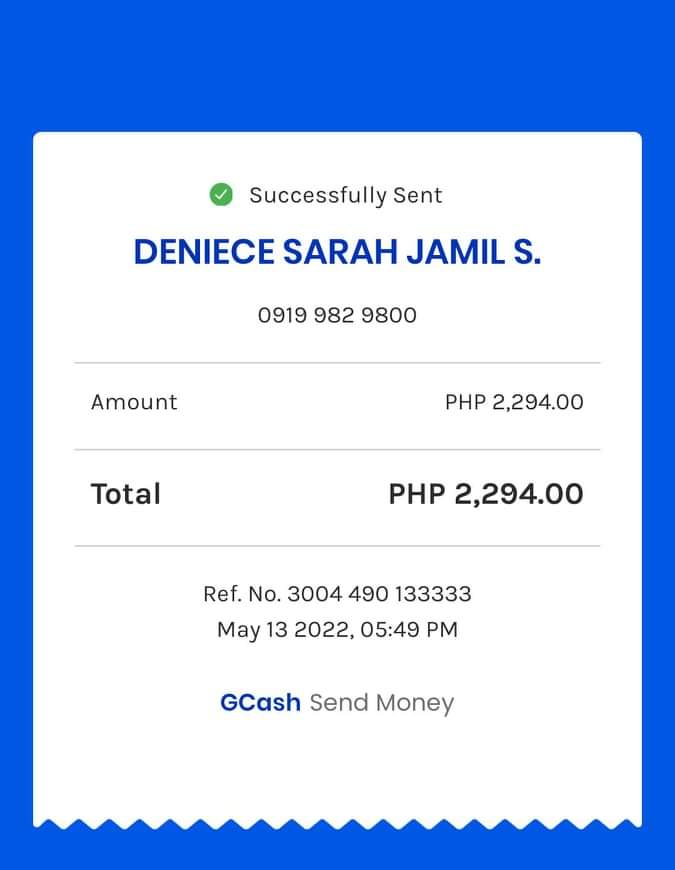 Successfully Sent
DENIECE SARAH JAMIL S.
0919 982 9800
Amount PHP 2,294.00
Total PHP 2,294.00
Ref. No. 3004 490 133333
May 13 2022, 05:49 PM
GCash Send Money